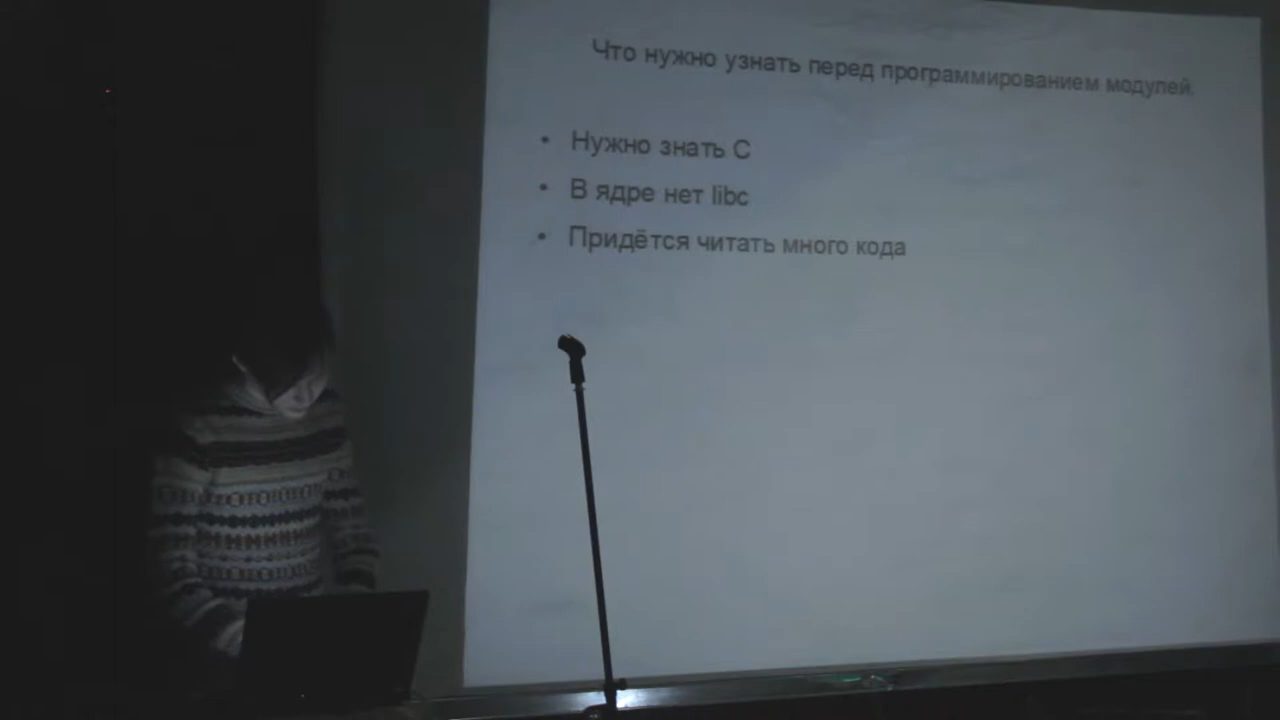 Что нужно узнать перед программированием модулей.
• Нужно знать С
• В ядре нет libc
• Придётся читать много кода